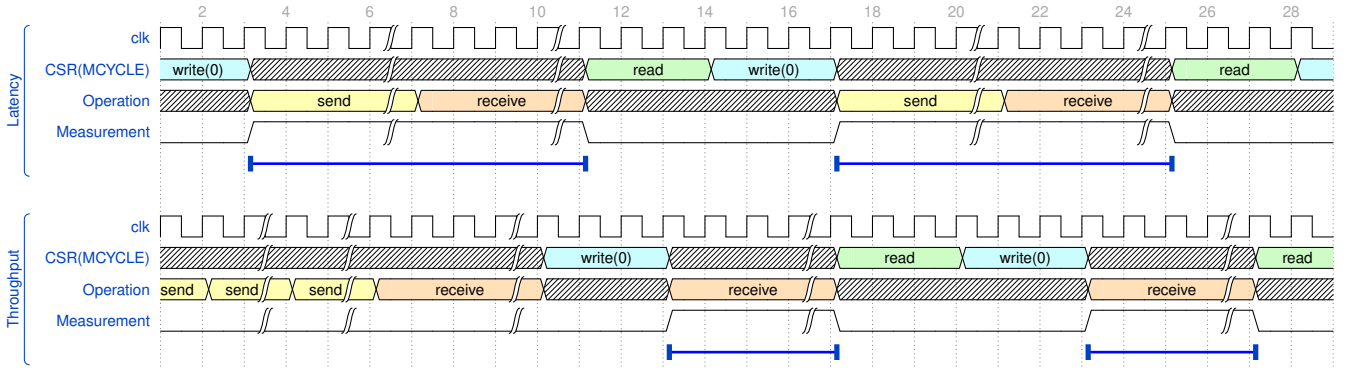 2 4 6 8 10 12 14 16 18 20 22 24 26 28
Latency
clk
CSR(MCYCLE) write(0) read write(0) read
Operation send receive send receive
Measurement
Throughput
clk
CSR(MCYCLE) write(0) read write(0) read
Operation send send send receive receive receive
Measurement